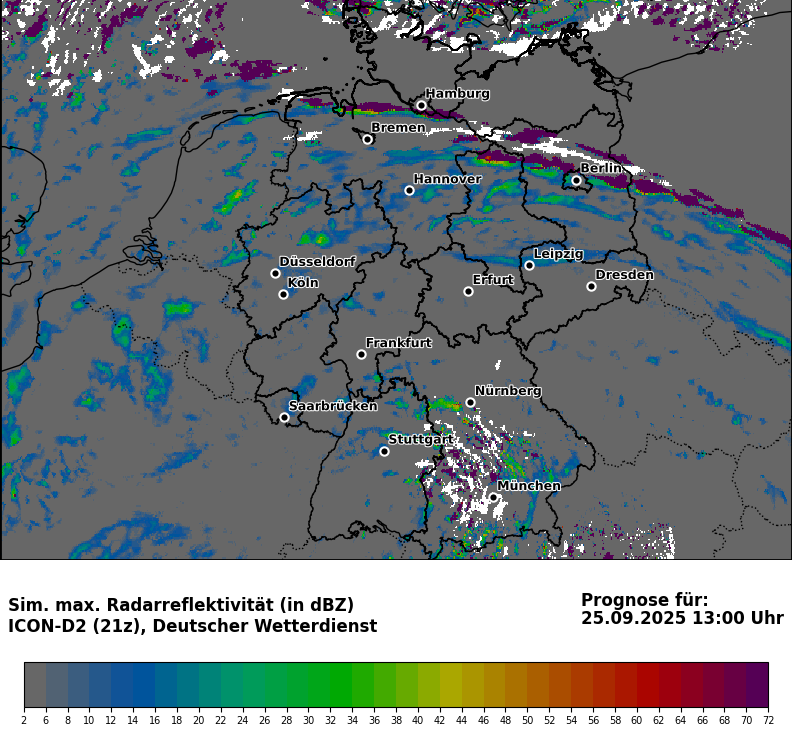 Hamburg
Bremen
Berlin
Hannover
Düsseldorf
Leipzig
Köln
Erfurt
Dresden
Frankfurt
Nürnberg
Saarbrücken
Stuttgart
München
Sim. max. Radarreflektivität (in dBZ)
ICON-D2 (21z), Deutscher Wetterdienst
Prognose für:
25.09.2025 13:00 Uhr
2 6 8 10 12 14 16 18 20 22 24 26 28 30 32 34 36 38 40 42 44 46 48 50 52 54 56 58 60 62 64 66 68 70 72